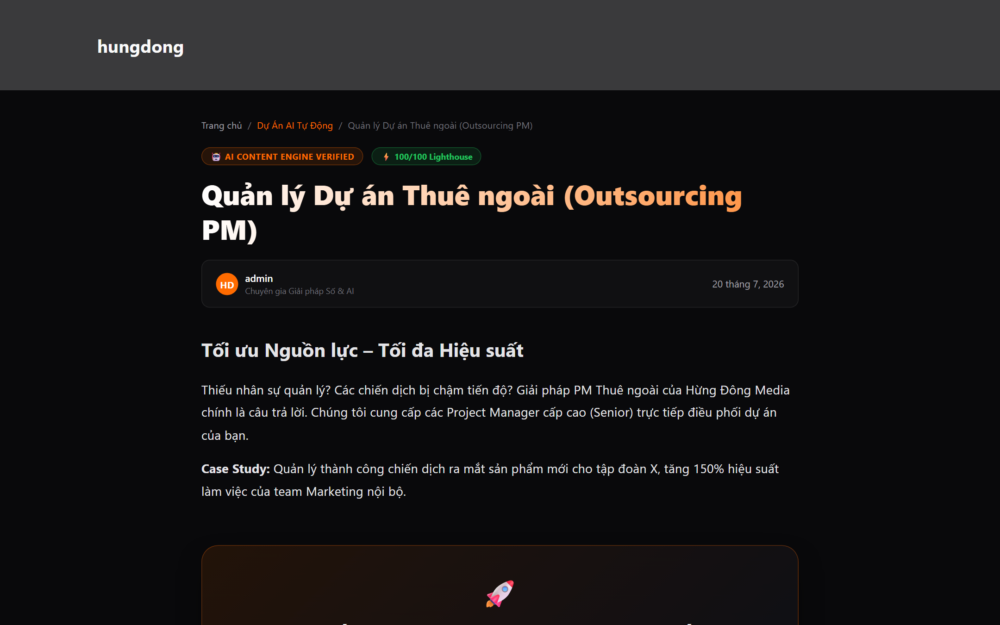 hungdong
Trang chủ / Dự Án AI Tự Động / Quản lý Dự án Thuê ngoài (Outsourcing PM)
AI CONTENT ENGINE VERIFIED
100/100 Lighthouse
Quản lý Dự án Thuê ngoài (Outsourcing
PM)
HD
admin
Chuyên gia Giải pháp Số & AI
20 tháng 7, 2026
Tối ưu Nguồn lực – Tối đa Hiệu suất
Thiếu nhân sự quản lý? Các chiến dịch bị chậm tiến độ? Giải pháp PM Thuê ngoài của Hừng Đông Media
chính là câu trả lời. Chúng tôi cung cấp các Project Manager cấp cao (Senior) trực tiếp điều phối dự án
của bạn.
Case Study: Quản lý thành công chiến dịch ra mắt sản phẩm mới cho tập đoàn X, tăng 150% hiệu suất
làm việc của team Marketing nội bộ.